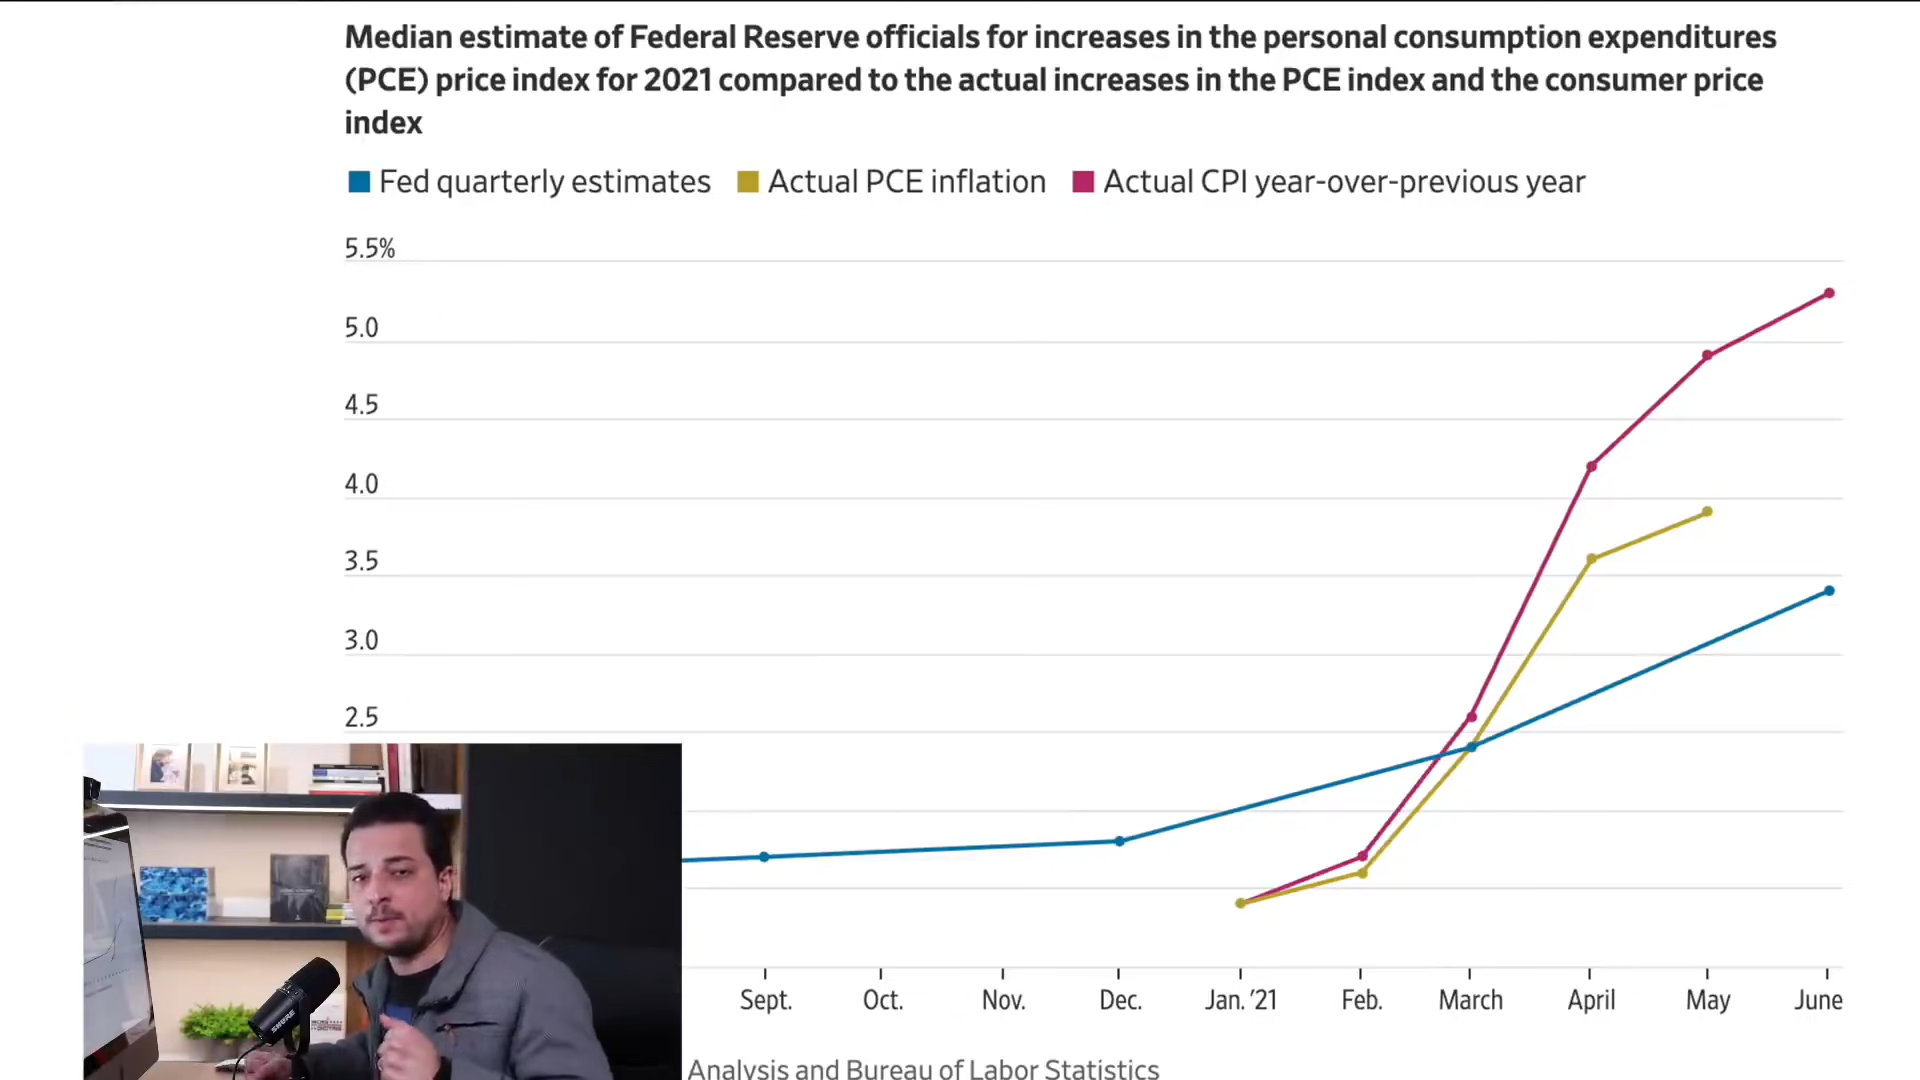 Median estimate of Federal Reserve officials for increases in the personal consumption expenditures
(PCE) price index for 2021 compared to the actual increases in the PCE index and the consumer price
index
Fed quarterly estimates Actual PCE inflation Actual CPI year-over-previous year
5.5%
5.0
4.5
4.0
3.5
3.0
2.5
Sept. Oct. Nov. Dec. Jan. '21 Feb. March April May June
Analysis and Bureau of Labor Statistics
SHURE